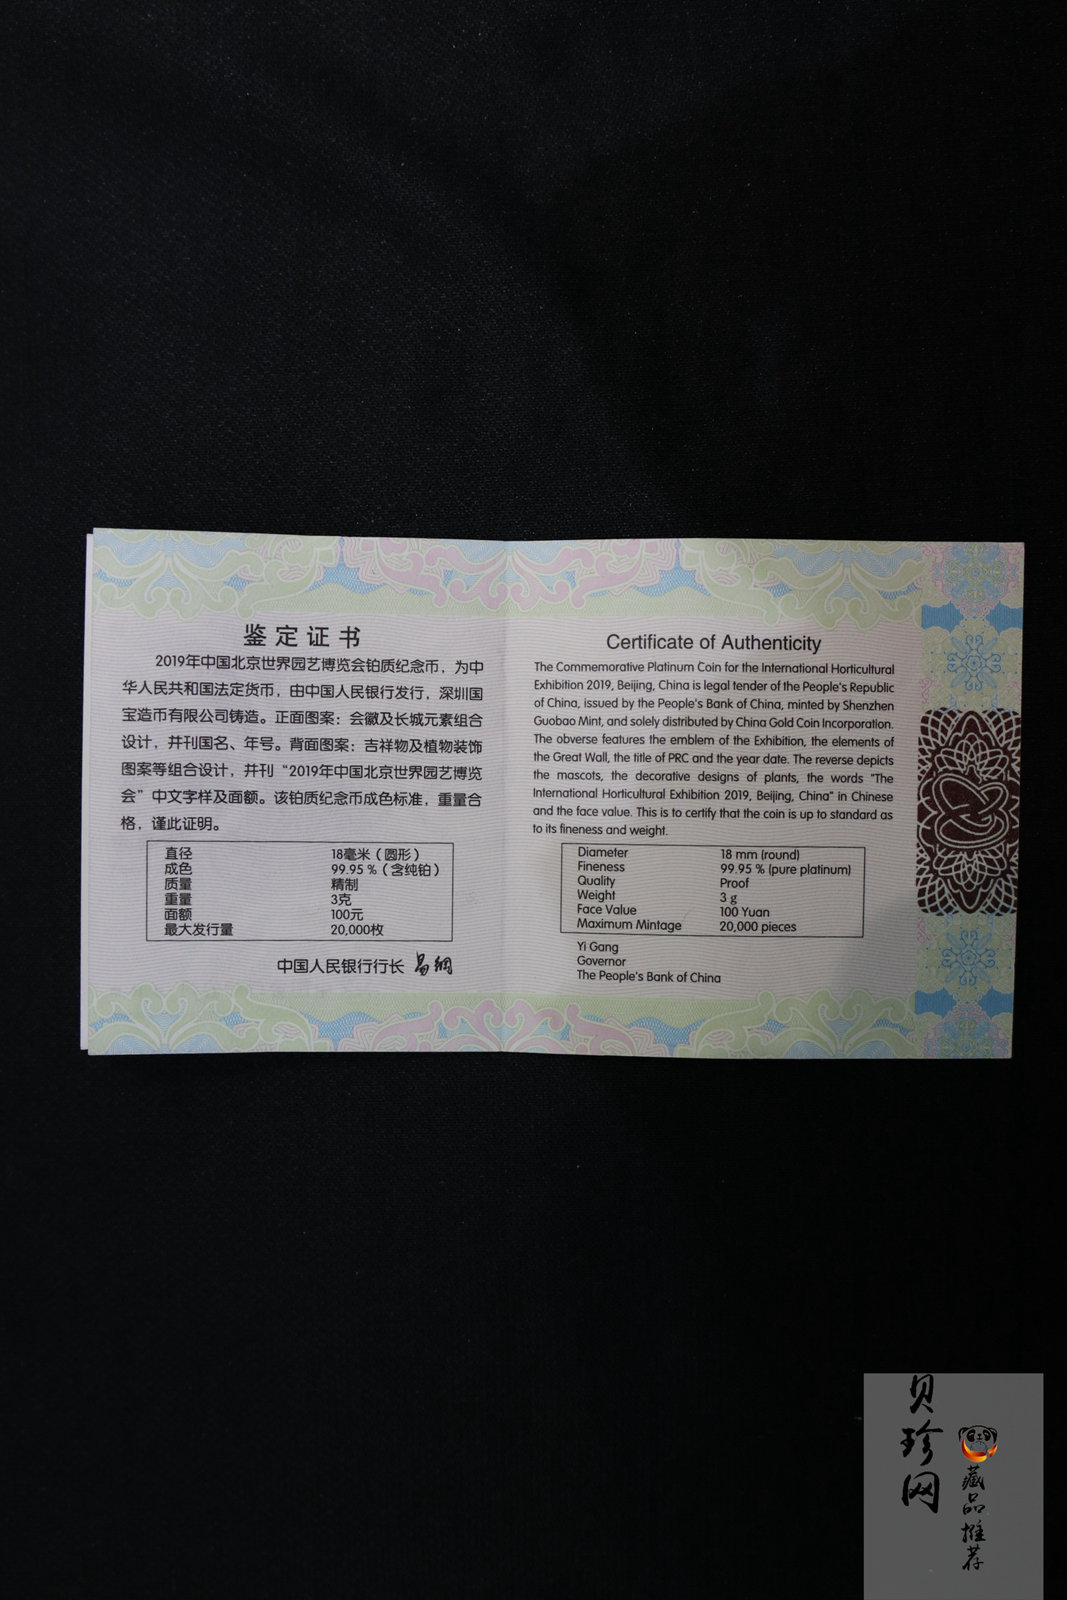 鉴定证书
2019年中国北京世界园艺博览会铂质纪念币，为中
华人民共和国法定货币，由中国人民银行发行，深圳国
宝造币有限公司铸造。正面图案：会徽及长城元素组合
设计，并刊国名、年号。背面图案：吉祥物及植物装饰
图案等组合设计，并刊“2019年中国北京世界园艺博览
会”中文字样及面额。该铂质纪念币成色标准，重量合
格，谨此证明。
直径 18毫米（圆形）
成色 99.95％（含纯铂）
质量 精制
重量 3克
面额 100元
最大发行量 20,000枚
中国人民银行行长 易纲
Certificate of Authenticity
The Commemorative Platinum Coin for the International Horticultural
Exhibition 2019, Beijing, China is legal tender of the People's Republic
of China, issued by the People's Bank of China, minted by Shenzhen
Guobao Mint, and solely distributed by China Gold Coin Incorporation.
The obverse features the emblem of the Exhibition, the elements of
the Great Wall, the title of PRC and the year date. The reverse depicts
the mascots, the decorative designs of plants, the words "The
International Horticultural Exhibition 2019, Beijing, China" in Chinese
and the face value. This is to certify that the coin is up to standard as
to its fineness and weight.
Diameter 18 mm (round)
Fineness 99.95 % (pure platinum)
Quality Proof
Weight 3 g
Face Value 100 Yuan
Maximum Mintage 20,000 pieces
Yi Gang
Governor
The People's Bank of China
贝珍网
藏品推荐